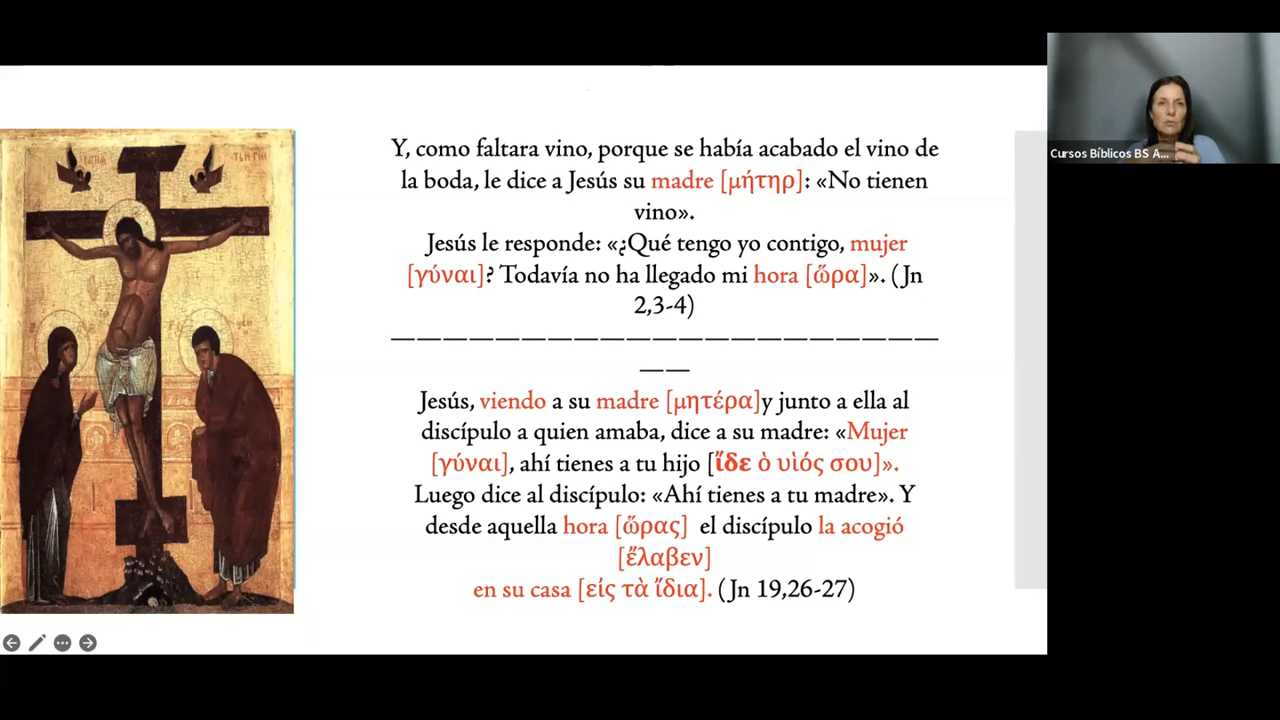 Y, como faltara vino, porque se había acabado el vino de
la boda, le dice a Jesús su madre [μήτηρ]: «No tienen
vino».
Jesús le responde: «¿Qué tengo yo contigo, mujer
[γύναι]? Todavía no ha llegado mi hora [ὥρα]». (Jn
2,3-4)
—————————————————————
——
Jesús, viendo a su madre [μητέρα]y junto a ella al
discípulo a quien amaba, dice a su madre: «Mujer
[γύναι], ahí tienes a tu hijo [ἴδε ὁ υἱός σου]».
Luego dice al discípulo: «Ahí tienes a tu madre». Y
desde aquella hora [ὥρας] el discípulo la acogió
[ἔλαβεν]
en su casa [εἰς τὰ ἴδια]. (Jn 19,26-27)
Cursos Bíblicos BS A...